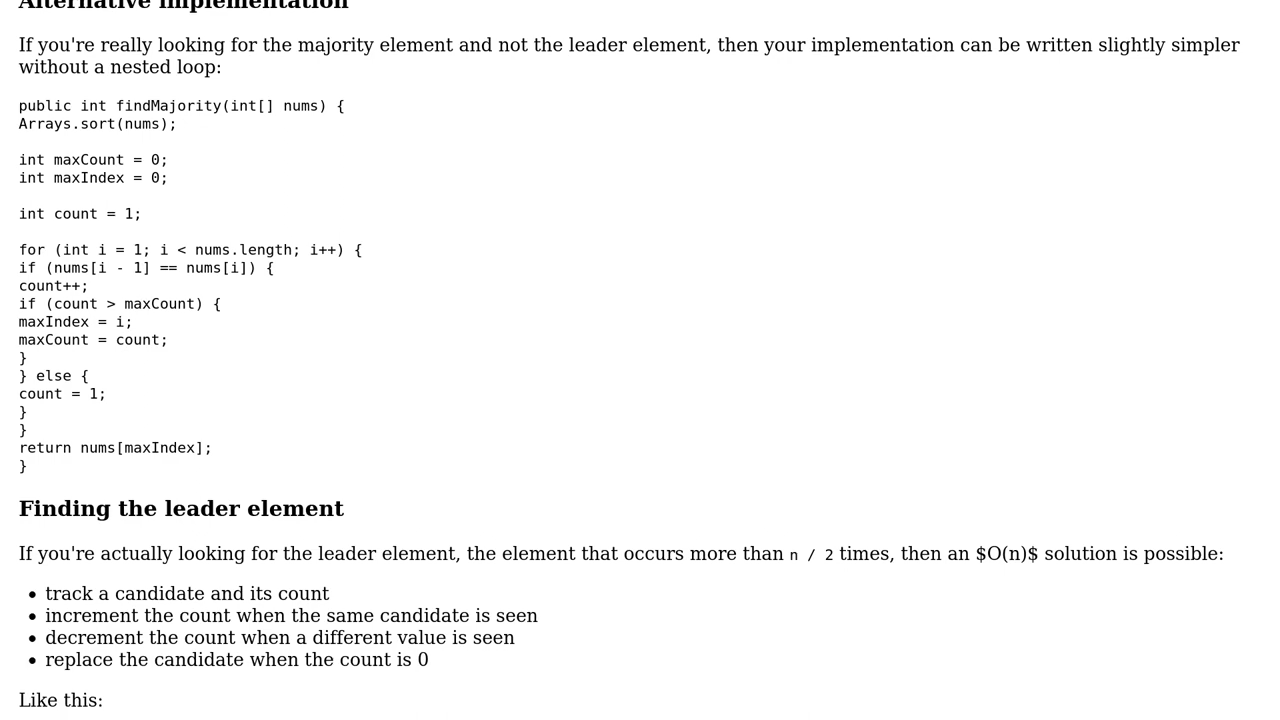 Alternative implementation
If you're really looking for the majority element and not the leader element, then your implementation can be written slightly simpler
without a nested loop:
public int findMajority(int[] nums) {
Arrays.sort(nums);
int maxCount = 0;
int maxIndex = 0;
int count = 1;
for (int i = 1; i < nums.length; i++) {
if (nums[i - 1] == nums[i]) {
count++;
if (count > maxCount) {
maxIndex = i;
maxCount = count;
}
} else {
count = 1;
}
}
return nums[maxIndex];
}
Finding the leader element
If you're actually looking for the leader element, the element that occurs more than n / 2 times, then an $O(n)$ solution is possible:
• track a candidate and its count
• increment the count when the same candidate is seen
• decrement the count when a different value is seen
• replace the candidate when the count is 0
Like this: